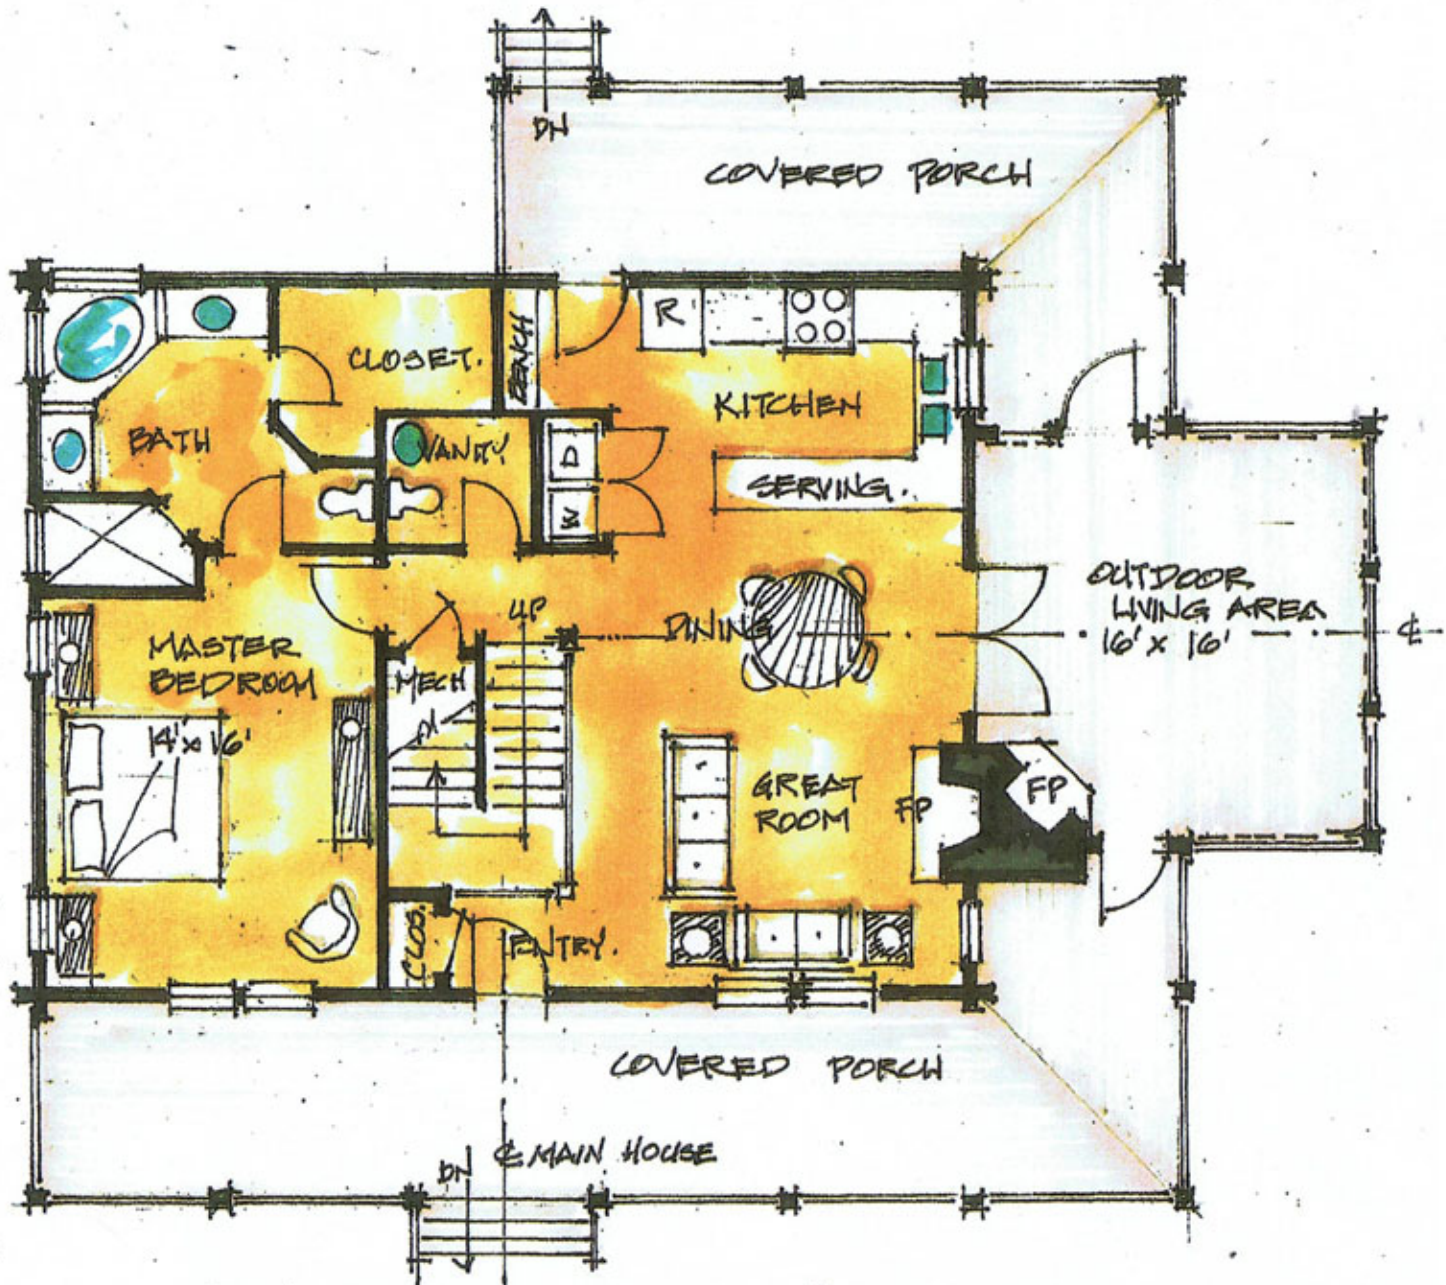 DN
COVERED PORCH
R
BENCH
CLOSET.
KITCHEN
BATH
VANITY
D
SERVING.
W
OUTDOOR
LIVING AREA
16' x 16'
UP
DINING
MASTER
BEDROOM
14' x 16'
MECH
GREAT
ROOM
FP
FP
CLOS.
ENTRY.
COVERED PORCH
DN
℄ MAIN HOUSE
℄